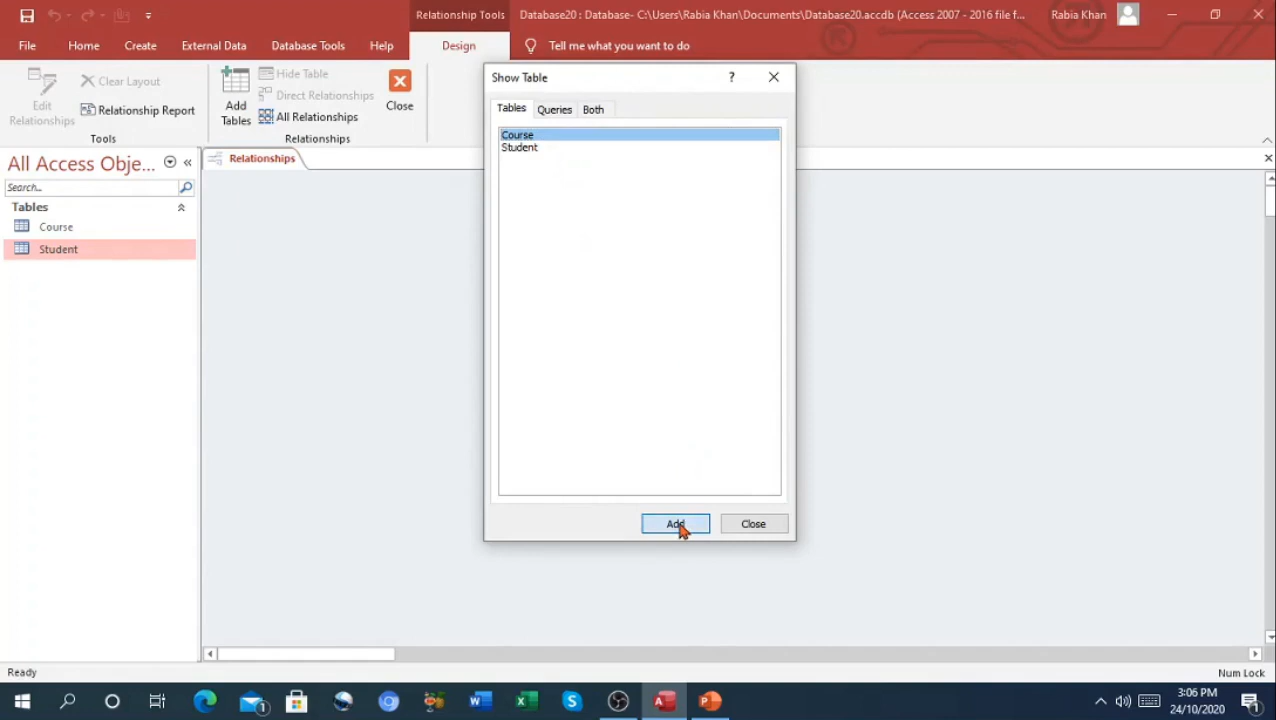 Relationship Tools
Database20 : Database- C:\Users\Rabia Khan\Documents\Database20.accdb (Access 2007 - 2016 file f...
Rabia Khan
File
Home
Create
External Data
Database Tools
Help
Design
Tell me what you want to do
Edit
Relationships
Clear Layout
Relationship Report
Tools
Add
Tables
Hide Table
Direct Relationships
All Relationships
Relationships
Close
Show Table
?
Tables
Queries
Both
Course
Student
Add
Close
All Access Obje...
Search...
Tables
Course
Student
Relationships
Ready
Num Lock
3:06 PM
24/10/2020